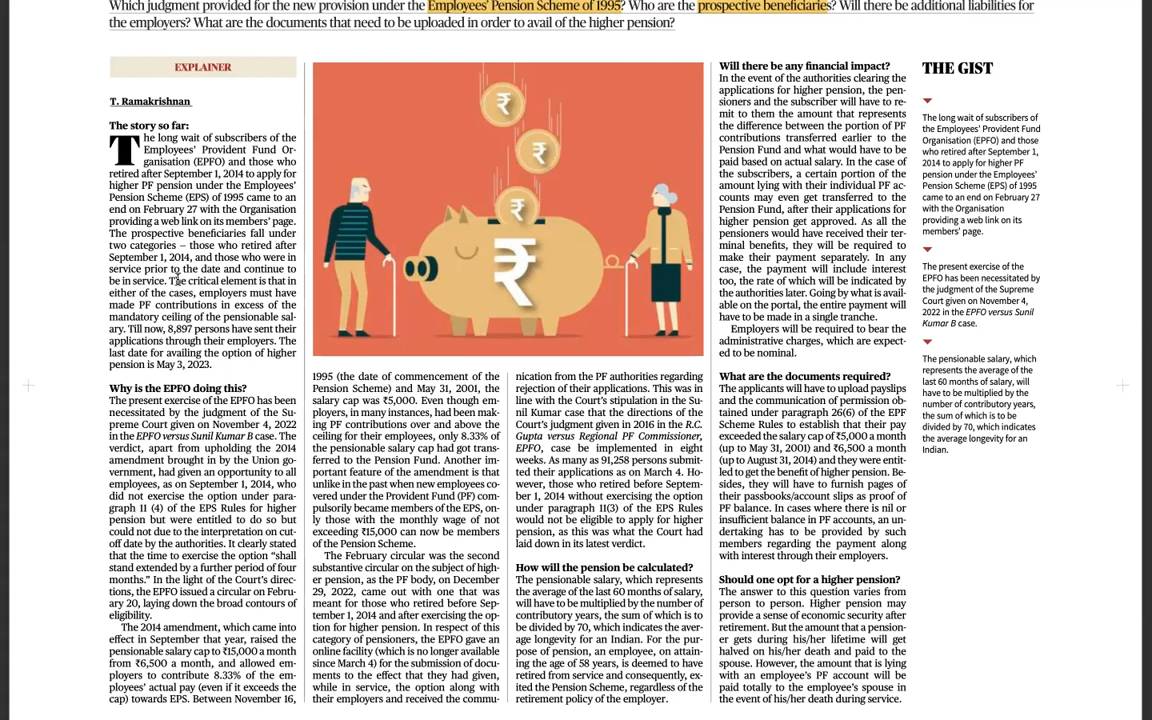 Which judgment provided for the new provision under the Employees' Pension Scheme of 1995? Who are the prospective beneficiaries? Will there be additional liabilities for
the employers? What are the documents that need to be uploaded in order to avail of the higher pension?
EXPLAINER
T. Ramakrishnan
The story so far:
The long wait of subscribers of the
Employees' Provident Fund Or-
ganisation (EPFO) and those who
retired after September 1, 2014 to apply for
higher PF pension under the Employees'
Pension Scheme (EPS) of 1995 came to an
end on February 27 with the Organisation
providing a web link on its members' page.
The prospective beneficiaries fall under
two categories – those who retired after
September 1, 2014, and those who were in
service prior to the date and continue to
be in service. The critical element is that in
either of the cases, employers must have
made PF contributions in excess of the
mandatory ceiling of the pensionable sal-
ary. Till now, 8,897 persons have sent their
applications through their employers. The
last date for availing the option of higher
pension is May 3, 2023.
Why is the EPFO doing this?
The present exercise of the EPFO has been
necessitated by the judgment of the Su-
preme Court given on November 4, 2022
in the EPFO versus Sunil Kumar B case. The
verdict, apart from upholding the 2014
amendment brought in by the Union go-
vernment, had given an opportunity to all
employees, as on September 1, 2014, who
did not exercise the option under para-
graph 11 (4) of the EPS Rules for higher
pension but were entitled to do so but
could not due to the interpretation on cut-
off date by the authorities. It clearly stated
that the time to exercise the option “shall
stand extended by a further period of four
months.” In the light of the Court's direc-
tions, the EPFO issued a circular on Febru-
ary 20, laying down the broad contours of
eligibility.
The 2014 amendment, which came into
effect in September that year, raised the
pensionable salary cap to ₹15,000 a month
from ₹6,500 a month, and allowed em-
ployers to contribute 8.33% of the em-
ployees' actual pay (even if it exceeds the
cap) towards EPS. Between November 16,
₹
₹
₹
₹
1995 (the date of commencement of the
Pension Scheme) and May 31, 2001, the
salary cap was ₹5,000. Even though em-
ployers, in many instances, had been mak-
ing PF contributions over and above the
ceiling for their employees, only 8.33% of
the pensionable salary cap had got trans-
ferred to the Pension Fund. Another im-
portant feature of the amendment is that
unlike in the past when new employees co-
vered under the Provident Fund (PF) com-
pulsorily became members of the EPS, on-
ly those with the monthly wage of not
exceeding ₹15,000 can now be members
of the Pension Scheme.
The February circular was the second
substantive circular on the subject of high-
er pension, as the PF body, on December
29, 2022, came out with one that was
meant for those who retired before Sep-
tember 1, 2014 and after exercising the op-
tion for higher pension. In respect of this
category of pensioners, the EPFO gave an
online facility (which is no longer available
since March 4) for the submission of docu-
ments to the effect that they had given,
while in service, the option along with
their employers and received the commu-
nication from the PF authorities regarding
rejection of their applications. This was in
line with the Court's stipulation in the Su-
nil Kumar case that the directions of the
Court's judgment given in 2016 in the R.C.
Gupta versus Regional PF Commissioner,
EPFO, case be implemented in eight
weeks. As many as 91,258 persons submit-
ted their applications as on March 4. Ho-
wever, those who retired before Septem-
ber 1, 2014 without exercising the option
under paragraph 11(3) of the EPS Rules
would not be eligible to apply for higher
pension, as this was what the Court had
laid down in its latest verdict.
How will the pension be calculated?
The pensionable salary, which represents
the average of the last 60 months of salary,
will have to be multiplied by the number of
contributory years, the sum of which is to
be divided by 70, which indicates the aver-
age longevity for an Indian. For the pur-
pose of pension, an employee, on attain-
ing the age of 58 years, is deemed to have
retired from service and consequently, ex-
ited the Pension Scheme, regardless of the
retirement policy of the employer.
Will there be any financial impact?
In the event of the authorities clearing the
applications for higher pension, the pen-
sioners and the subscriber will have to re-
mit to them the amount that represents
the difference between the portion of PF
contributions transferred earlier to the
Pension Fund and what would have to be
paid based on actual salary. In the case of
the subscribers, a certain portion of the
amount lying with their individual PF ac-
counts may even get transferred to the
Pension Fund, after their applications for
higher pension get approved. As all the
pensioners would have received their ter-
minal benefits, they will be required to
make their payment separately. In any
case, the payment will include interest
too, the rate of which will be indicated by
the authorities later. Going by what is avail-
able on the portal, the entire payment will
have to be made in a single tranche.
Employers will be required to bear the
administrative charges, which are expect-
ed to be nominal.
What are the documents required?
The applicants will have to upload payslips
and the communication of permission ob-
tained under paragraph 26(6) of the EPF
Scheme Rules to establish that their pay
exceeded the salary cap of ₹5,000 a month
(up to May 31, 2001) and ₹6,500 a month
(up to August 31, 2014) and they were entit-
led to get the benefit of higher pension. Be-
sides, they will have to furnish pages of
their passbooks/account slips as proof of
PF balance. In cases where there is nil or
insufficient balance in PF accounts, an un-
dertaking has to be provided by such
members regarding the payment along
with interest through their employers.
Should one opt for a higher pension?
The answer to this question varies from
person to person. Higher pension may
provide a sense of economic security after
retirement. But the amount that a pension-
er gets during his/her lifetime will get
halved on his/her death and paid to the
spouse. However, the amount that is lying
with an employee's PF account will be
paid totally to the employee's spouse in
the event of his/her death during service.
THE GIST
The long wait of subscribers of
the Employees' Provident Fund
Organisation (EPFO) and those
who retired after September 1,
2014 to apply for higher PF
pension under the Employees'
Pension Scheme (EPS) of 1995
came to an end on February 27
with the Organisation
providing a web link on its
members' page.
The present exercise of the
EPFO has been necessitated by
the judgment of the Supreme
Court given on November 4,
2022 in the EPFO versus Sunil
Kumar B case.
The pensionable salary, which
represents the average of the
last 60 months of salary, will
have to be multiplied by the
number of contributory years,
the sum of which is to be
divided by 70, which indicates
the average longevity for an
Indian.